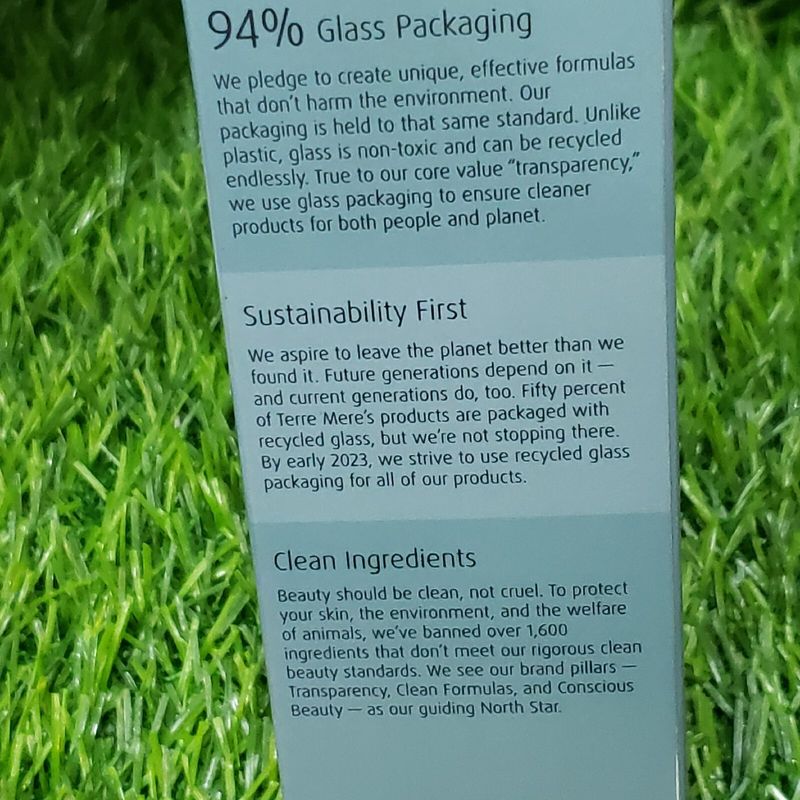 94% Glass Packaging
We pledge to create unique, effective formulas
that don't harm the environment. Our
packaging is held to that same standard. Unlike
plastic, glass is non-toxic and can be recycled
endlessly. True to our core value “transparency,”
we use glass packaging to ensure cleaner
products for both people and planet.
Sustainability First
We aspire to leave the planet better than we
found it. Future generations depend on it —
and current generations do, too. Fifty percent
of Terre Mere's products are packaged with
recycled glass, but we're not stopping there.
By early 2023, we strive to use recycled glass
packaging for all of our products.
Clean Ingredients
Beauty should be clean, not cruel. To protect
your skin, the environment, and the welfare
of animals, we've banned over 1,600
ingredients that don't meet our rigorous clean
beauty standards. We see our brand pillars —
Transparency, Clean Formulas, and Conscious
Beauty — as our guiding North Star.